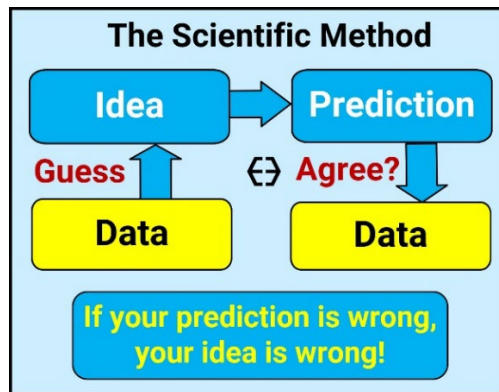 The Scientific Method
Idea
Prediction
Guess
Agree?
Data
Data
If your prediction is wrong,
your idea is wrong!